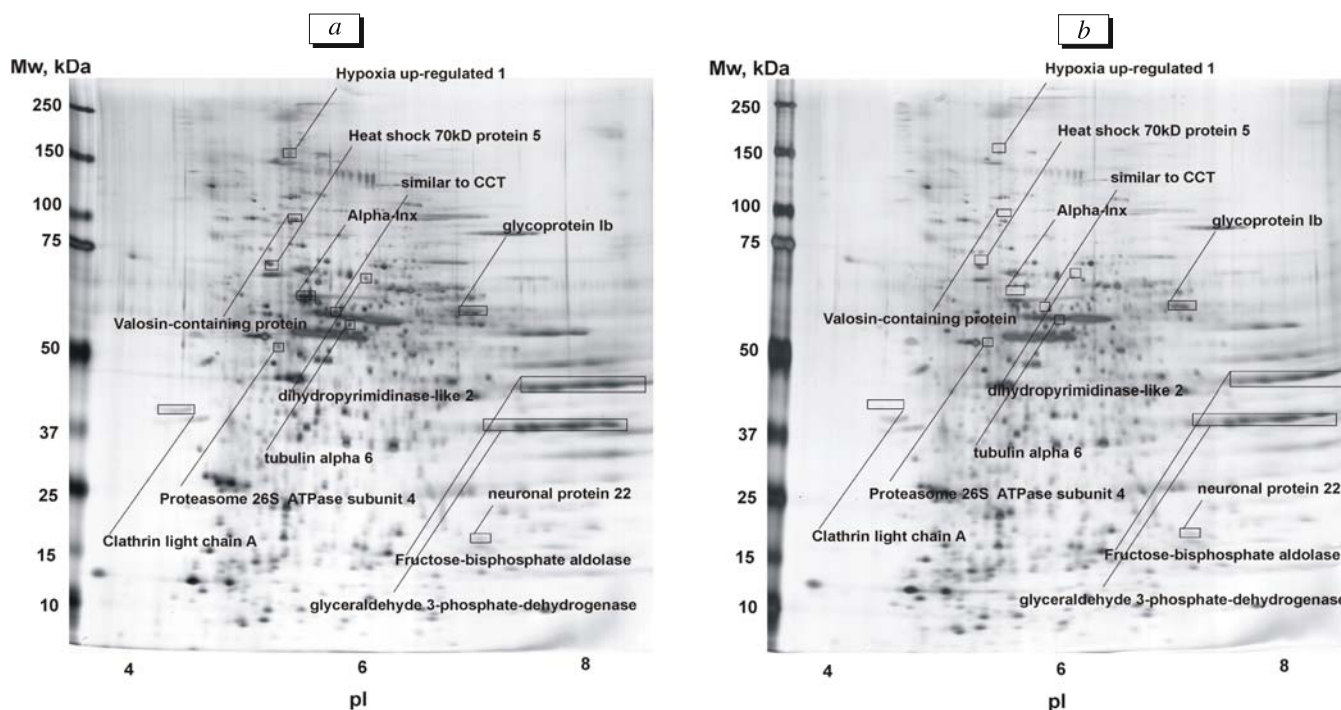 a
Mw, kDa
250
150
100
75
50
37
25
15
10
Hypoxia up-regulated 1
Heat shock 70kD protein 5
similar to CCT
Alpha-Inx
glycoprotein Ib
Valosin-containing protein
dihydropyrimidinase-like 2
tubulin alpha 6
Proteasome 26S ATPase subunit 4
neuronal protein 22
Clathrin light chain A
Fructose-bisphosphate aldolase
glyceraldehyde 3-phosphate-dehydrogenase
4 6 8
pI
b
Mw, kDa
250
150
100
75
50
37
25
15
10
Hypoxia up-regulated 1
Heat shock 70kD protein 5
similar to CCT
Alpha-Inx
glycoprotein Ib
Valosin-containing protein
dihydropyrimidinase-like 2
tubulin alpha 6
Proteasome 26S ATPase subunit 4
neuronal protein 22
Clathrin light chain A
Fructose-bisphosphate aldolase
glyceraldehyde 3-phosphate-dehydrogenase
4 6 8
pI